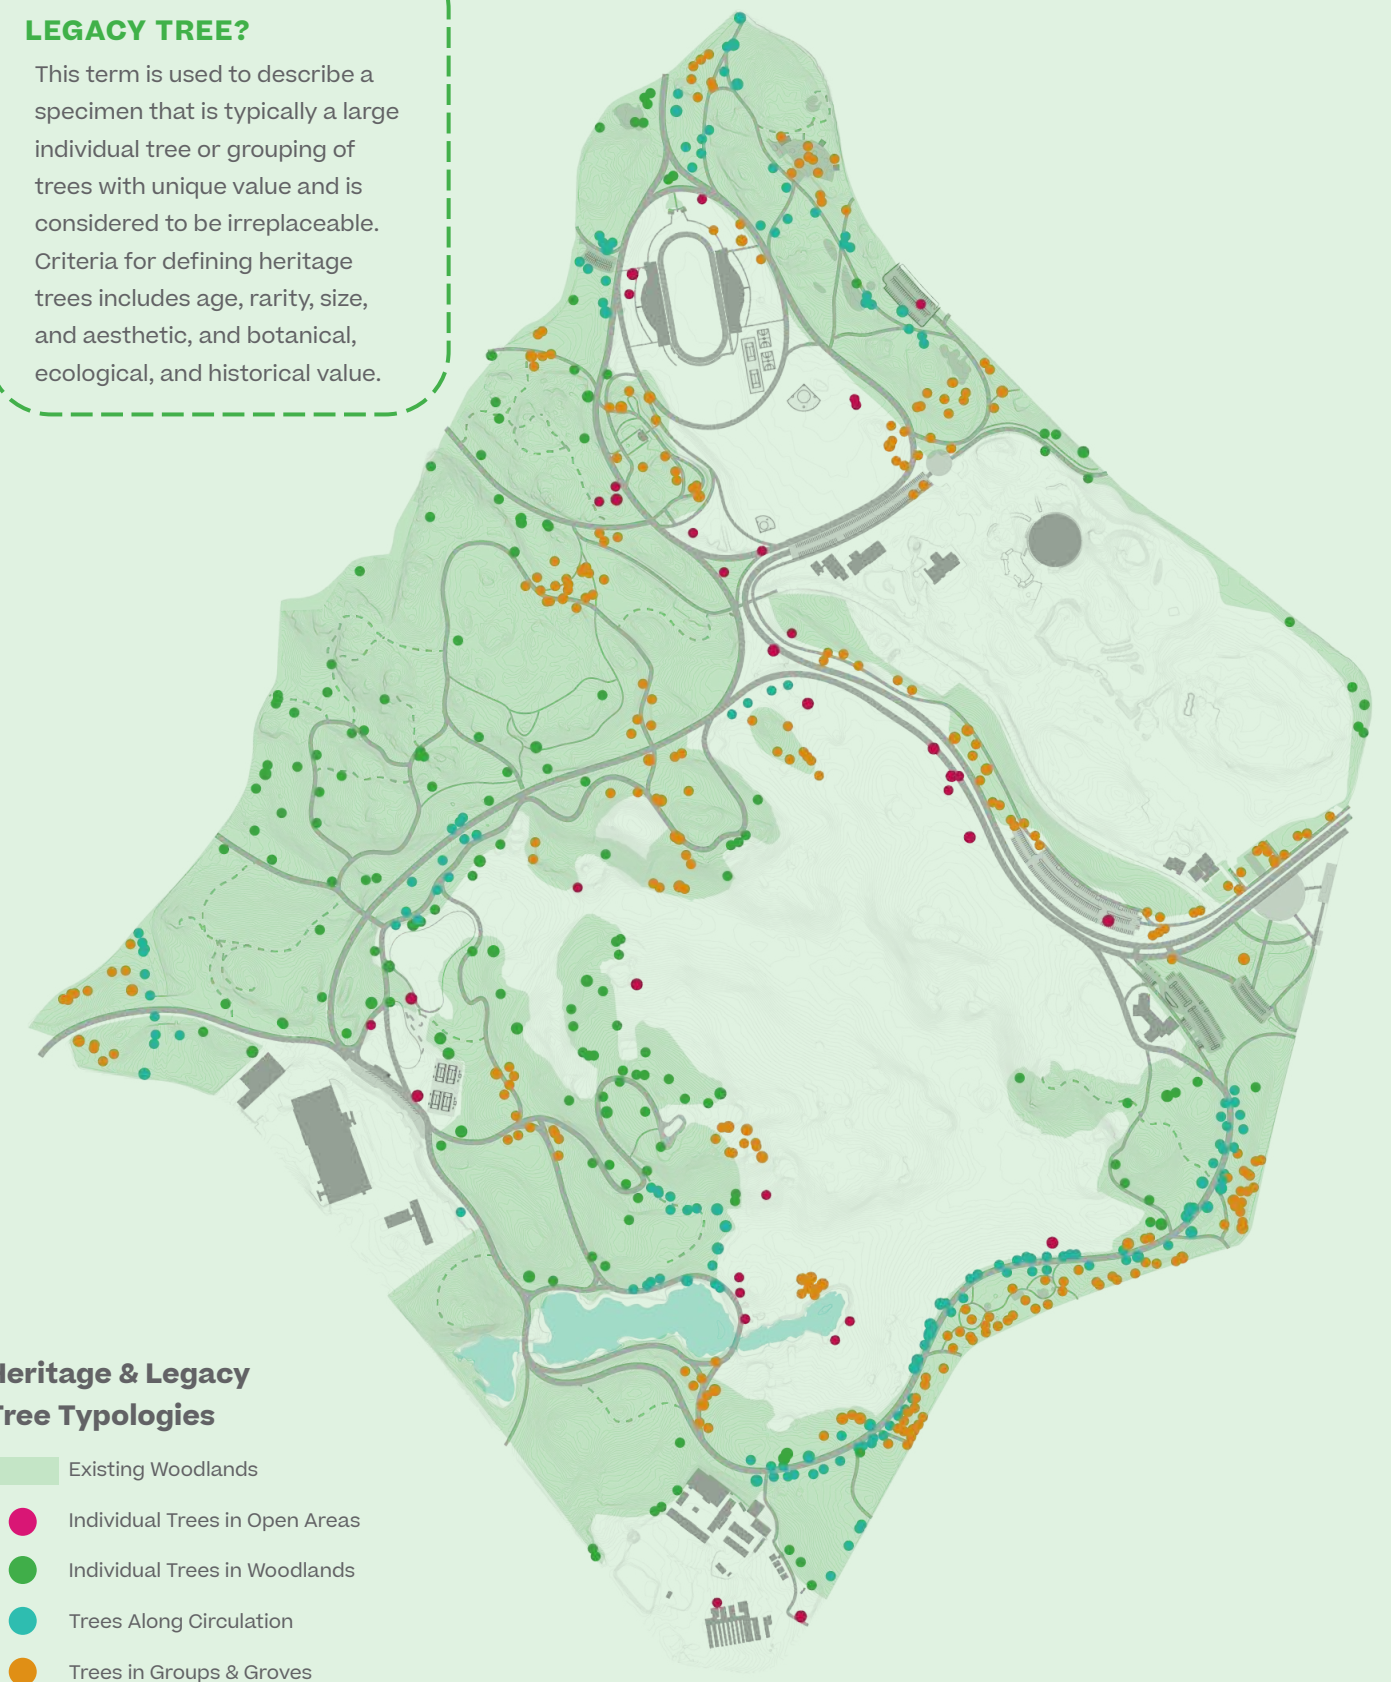 LEGACY TREE?
This term is used to describe a
specimen that is typically a large
individual tree or grouping of
trees with unique value and is
considered to be irreplaceable.
Criteria for defining heritage
trees includes age, rarity, size,
and aesthetic, and botanical,
ecological, and historical value.
Heritage & Legacy
Tree Typologies
Existing Woodlands
Individual Trees in Open Areas
Individual Trees in Woodlands
Trees Along Circulation
Trees in Groups & Groves